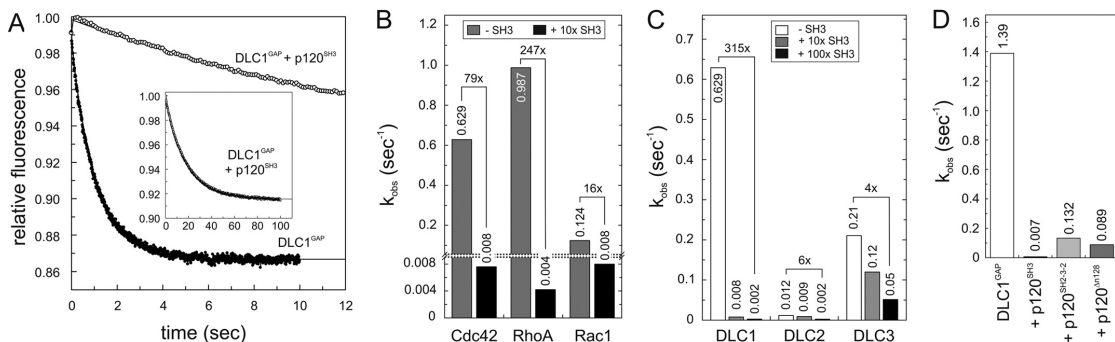 A
relative fluorescence
1.00
0.98
0.96
0.94
0.92
0.90
0.88
0.86
0 2 4 6 8 10 12
time (sec)
DLC1GAP + p120SH3
1.00
0.98
0.96
0.94
0.92
0.90
0 20 40 60 80 100
DLC1GAP
+ p120SH3
DLC1GAP
B
kobs (sec-1)
1.2
1.0
0.8
0.6
0.4
0.2
0.008
0.004
0
- SH3 + 10x SH3
79x
247x
16x
0.629
0.008
0.987
0.004
0.124
0.008
Cdc42 RhoA Rac1
C
kobs (sec-1)
0.7
0.6
0.5
0.4
0.3
0.2
0.1
0
- SH3
+ 10x SH3
+ 100x SH3
315x
6x
4x
0.629
0.008
0.002
0.012
0.009
0.002
0.21
0.12
0.05
DLC1 DLC2 DLC3
D
kobs (sec-1)
1.6
1.4
1.2
1.0
0.8
0.6
0.4
0.2
0
1.39
0.007
0.132
0.089
DLC1GAP
+ p120SH3
+ p120SH2-3-2
+ p120Δn128